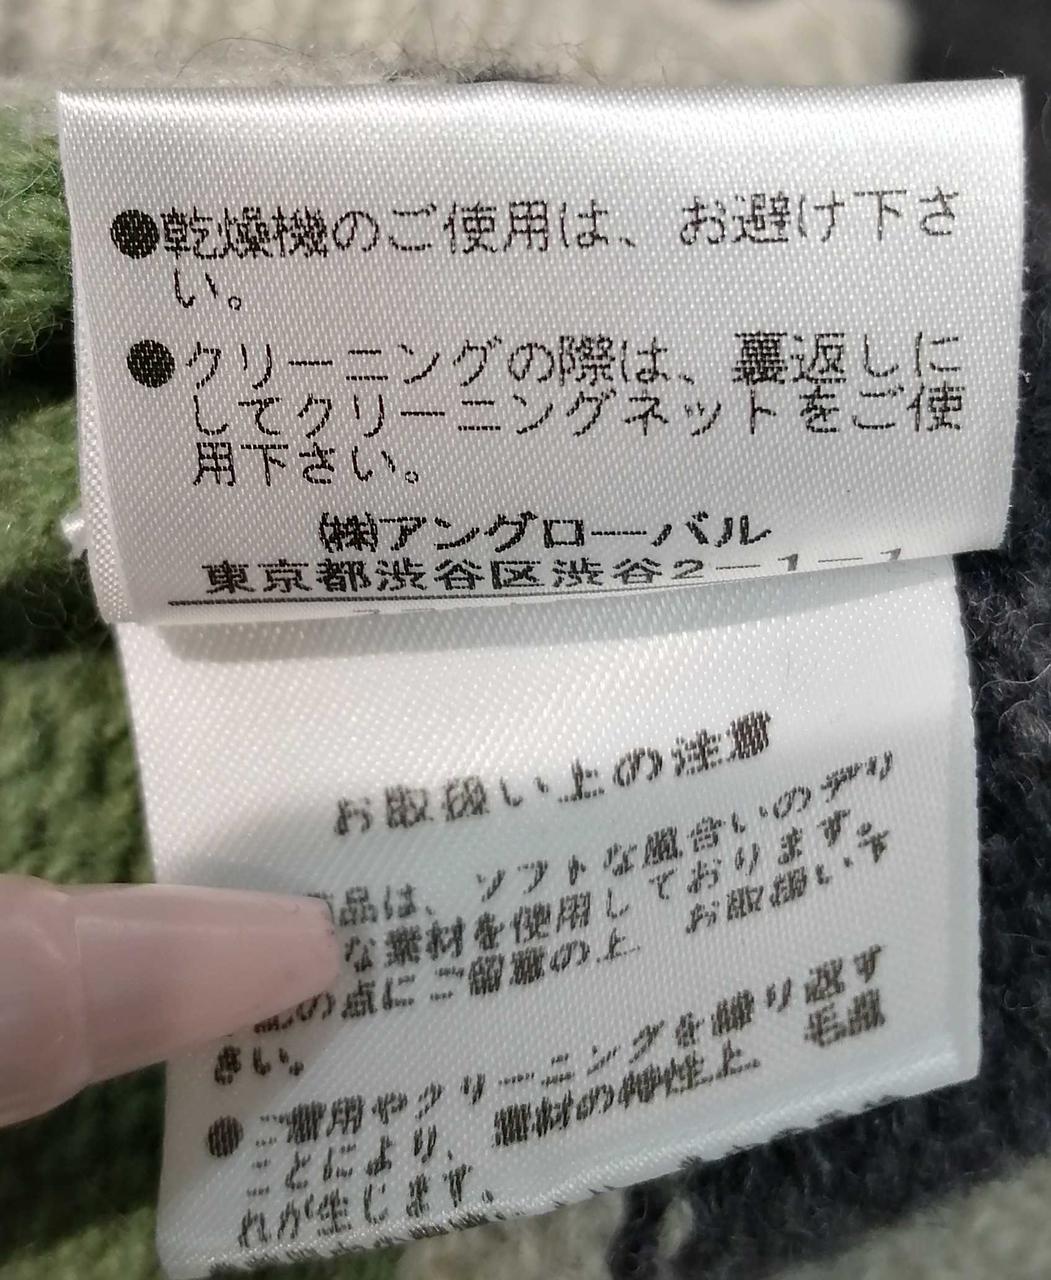 ●乾燥機のご使用は、お避け下さ
い。
●クリーニングの際は、裏返しに
してクリーニングネットをご使
用下さい。
(株)アングローバル
東京都渋谷区渋谷2-1-1
お取扱い上の注意
品は、ソフトな風合いのデリ
な素材を使用しております。
の点にご留意の上 お取扱い下
さい。
●ご着用やクリーニングを繰り返す
ことにより、素材の特性上 毛羽
れが生じます。